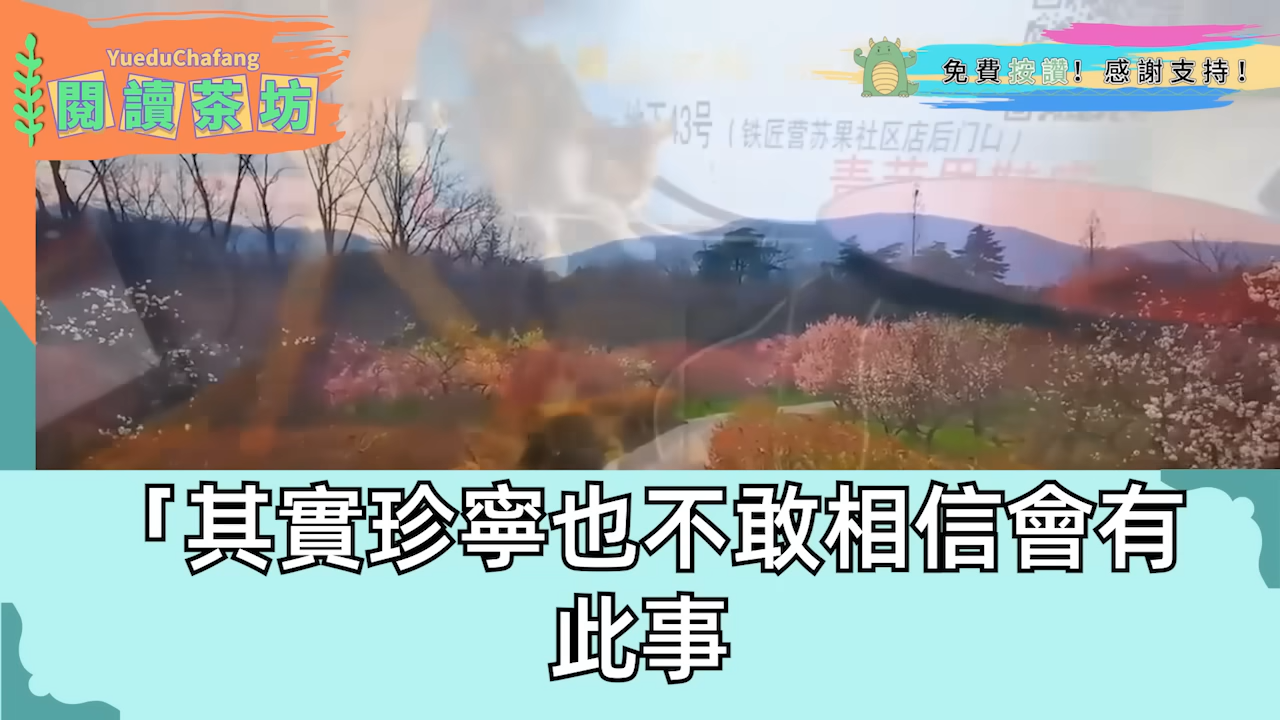 YueduChafang
閱讀茶坊
免費按讚！感謝支持！
43号（铁匠营苏果社区店后门口）
「其實珍寧也不敢相信會有
此事